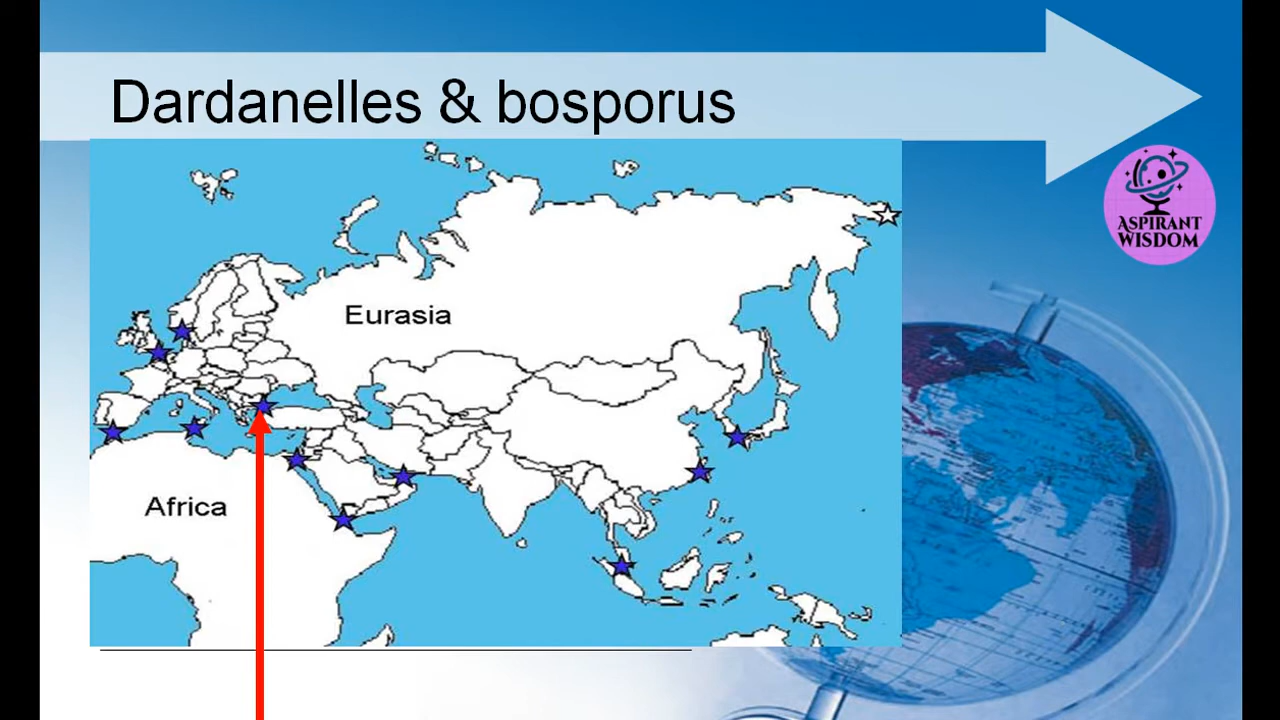 Dardanelles & bosporus
ASPIRANT
WISDOM
Eurasia
Africa